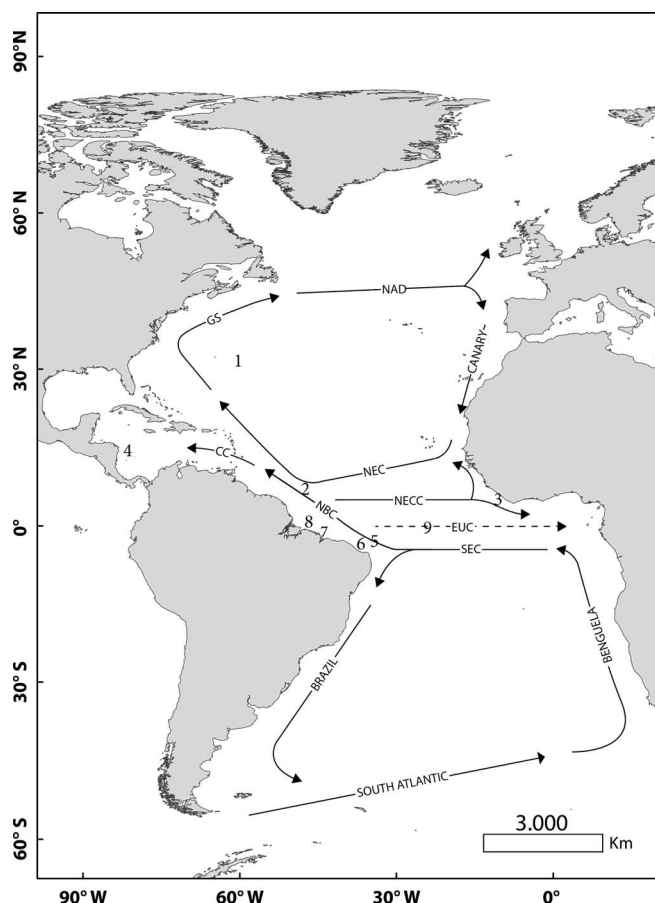 90° N
60° N
30° N
0°
30° S
60° S
NAD
GS
CANARY
1
4
CC
NEC
2
NBC
NECC
3
8
7
9
EUC
6
5
SEC
BRAZIL
BENGUELA
SOUTH ATLANTIC
3.000
Km
90° W
60° W
30° W
0°